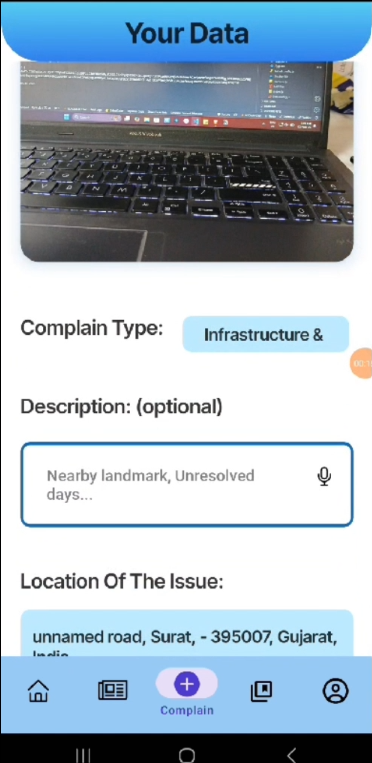 Your Data
Complain Type:
Infrastructure &
Description: (optional)
Nearby landmark, Unresolved
days...
Location Of The Issue:
unnamed road, Surat, - 395007, Gujarat,
India
Complain